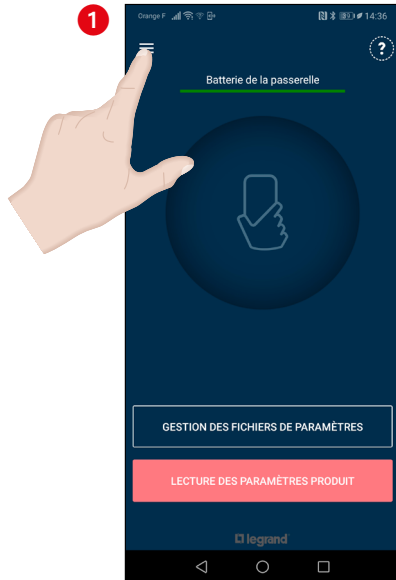 1
Orange F 14:36
?
Batterie de la passerelle
GESTION DES FICHIERS DE PARAMÈTRES
LECTURE DES PARAMÈTRES PRODUIT
legrand